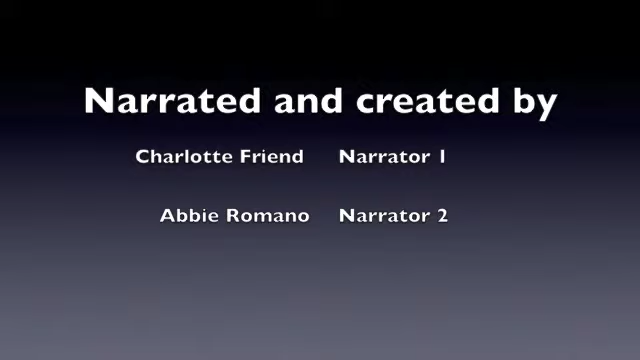 Narrated and created by
Charlotte Friend Narrator 1
Abbie Romano Narrator 2